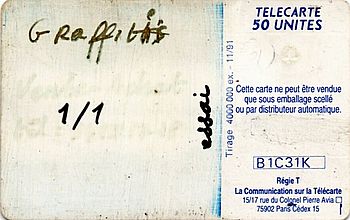 Graffitis
1/1
essai
TELECARTE
50 UNITES
Tirage 4000 000 ex. - 11/91
Cette carte ne peut être vendue
que sous emballage scellé
ou par distributeur automatique.
B1C31K
Régie T
La Communication sur la Télécarte
15/17 rue du Colonel Pierre Avia
75902 Paris Cédex 15